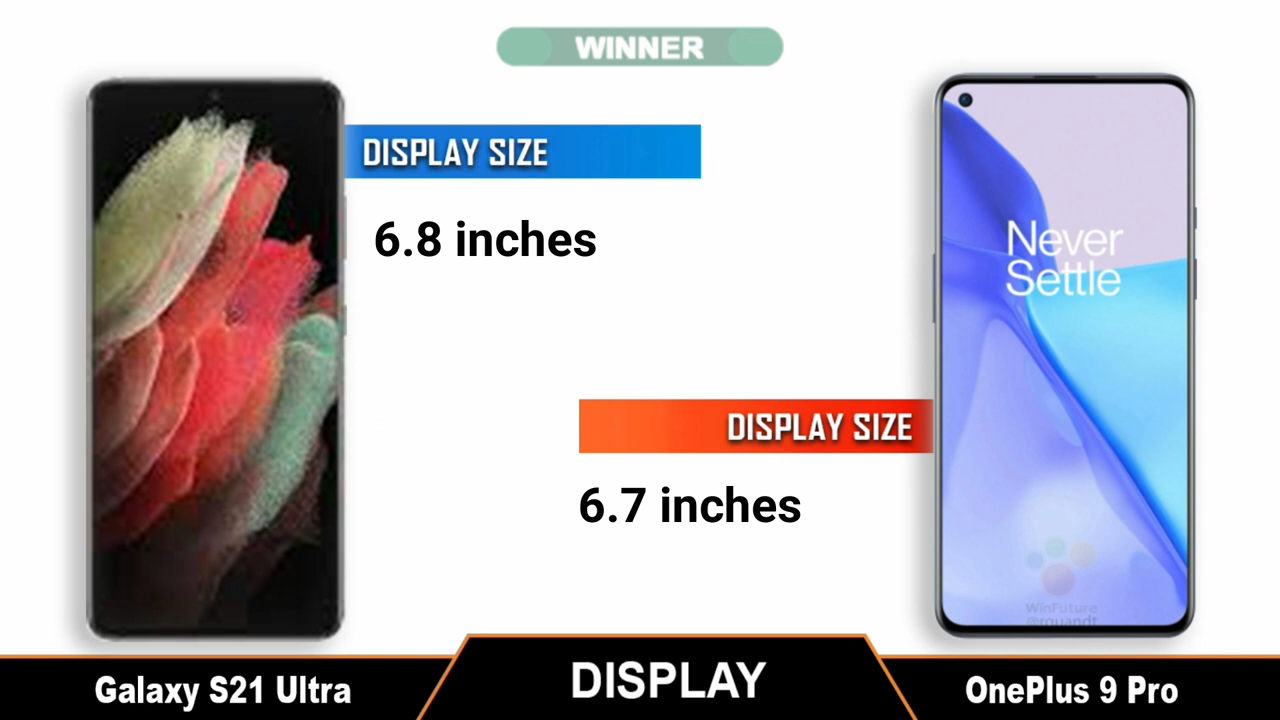 WINNER
DISPLAY SIZE
6.8 inches
Never
Settle
DISPLAY SIZE
6.7 inches
WinFuture
@rquandt
Galaxy S21 Ultra
DISPLAY
OnePlus 9 Pro